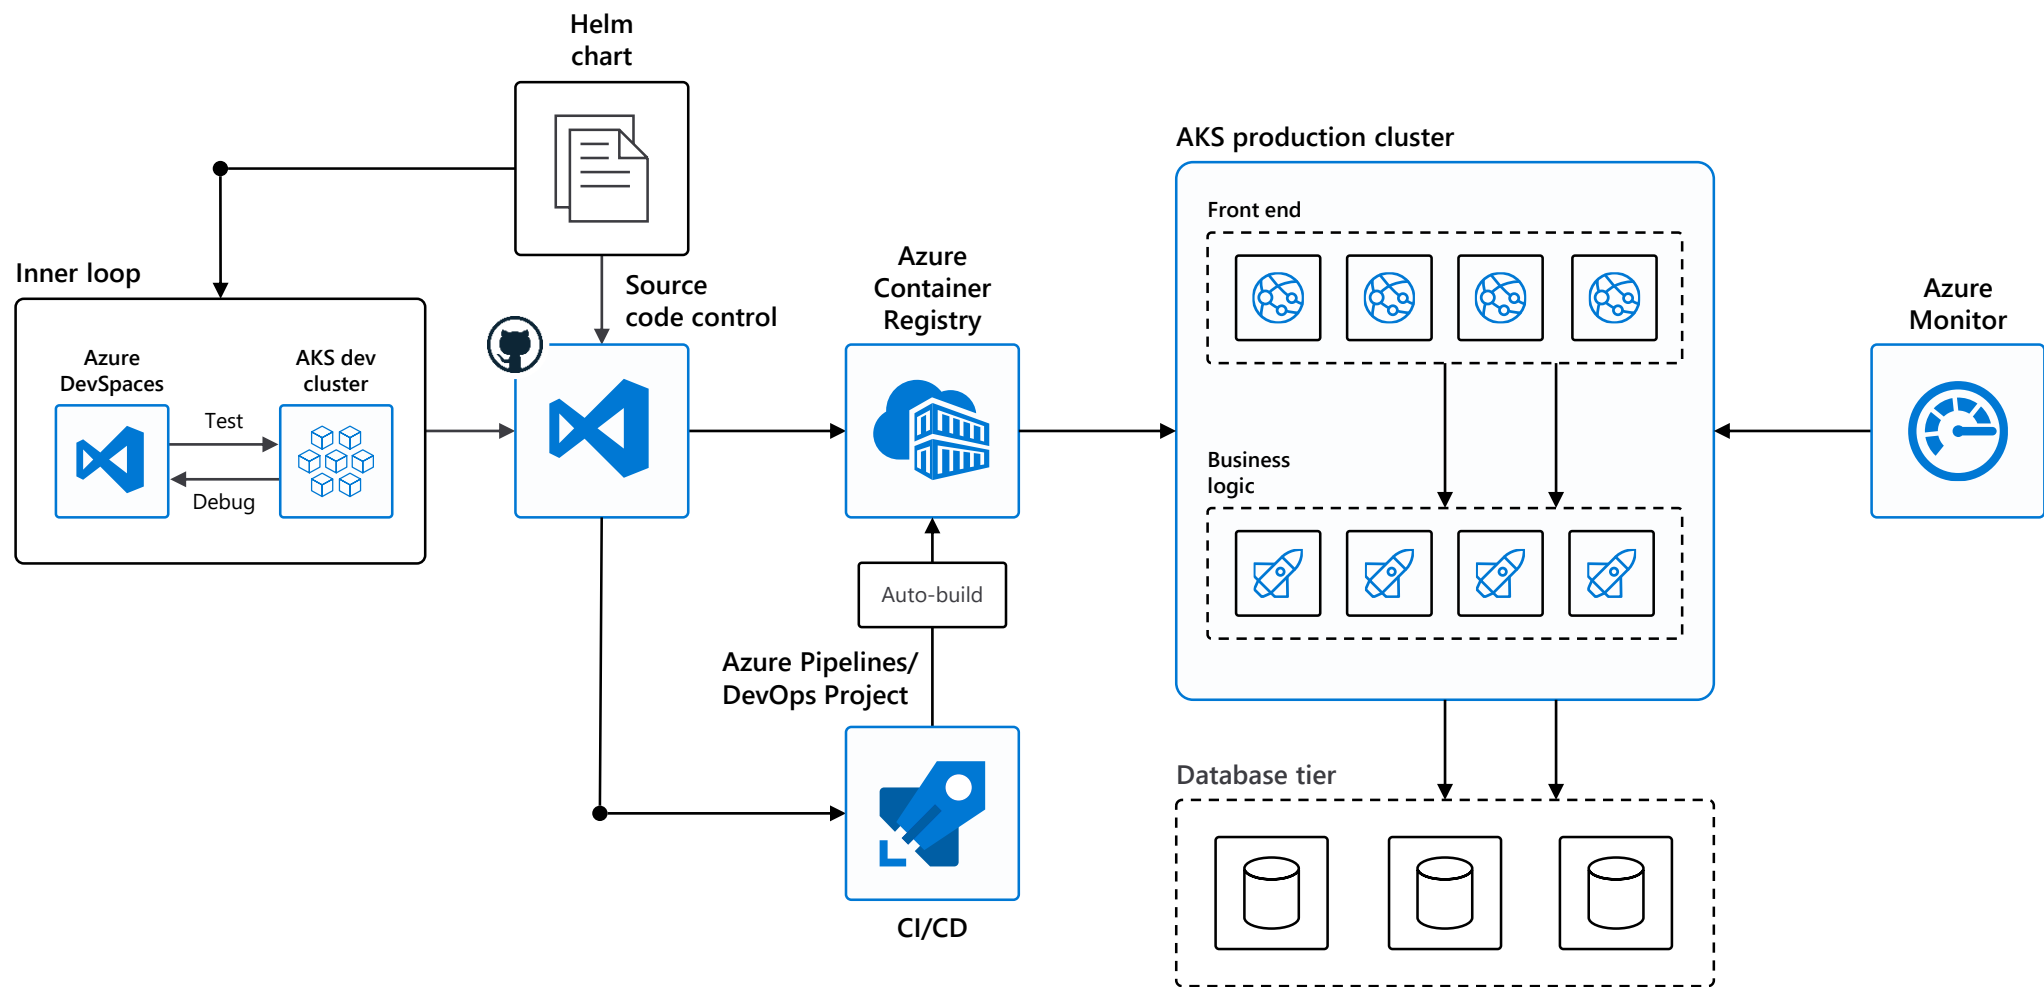 Helm
chart
Inner loop
Azure
DevSpaces
Test
Debug
AKS dev
cluster
Source
code control
Azure
Container
Registry
Auto-build
Azure Pipelines/
DevOps Project
CI/CD
AKS production cluster
Front end
Business
logic
Database tier
Azure
Monitor